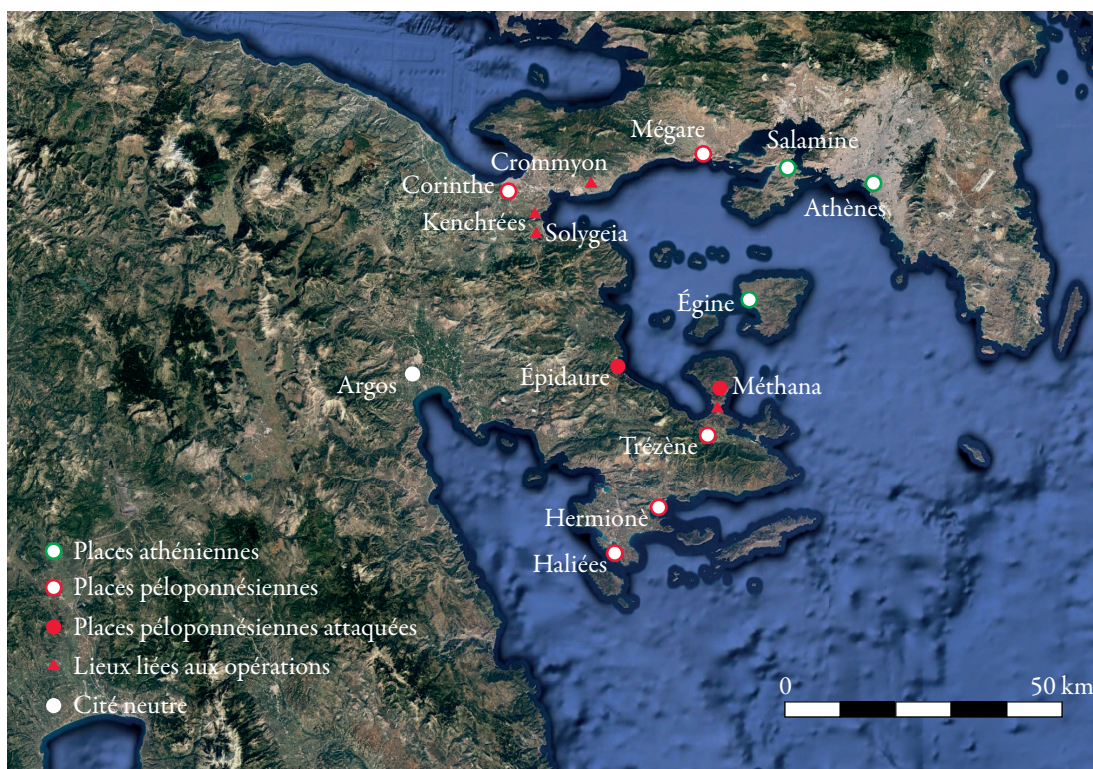 Mégare
Salamine
Crommyon
Corinthe
Athènes
Kenchrées
Solygeia
Égine
Argos
Épidaure
Méthana
Trézène
Hermionè
Haliées
Places athéniennes
Places péloponnésiennes
Places péloponnésiennes attaquées
Lieux liées aux opérations
Cité neutre
0 50 km